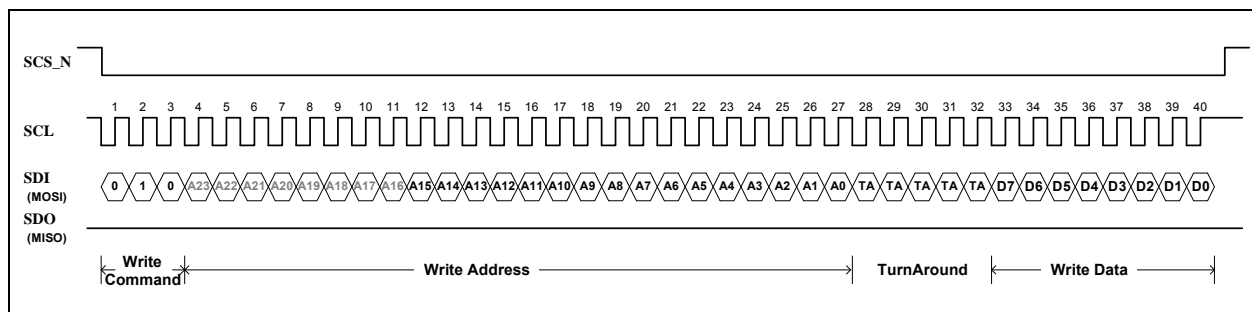 SCS_N
1 2 3 4 5 6 7 8 9 10 11 12 13 14 15 16 17 18 19 20 21 22 23 24 25 26 27 28 29 30 31 32 33 34 35 36 37 38 39 40
SCL
SDI
0 1 0 A23 A22 A21 A20 A19 A18 A17 A16 A15 A14 A13 A12 A11 A10 A9 A8 A7 A6 A5 A4 A3 A2 A1 A0 TA TA TA TA TA D7 D6 D5 D4 D3 D2 D1 D0
(MOSI)
SDO
(MISO)
Write
Command
Write Address
TurnAround
Write Data